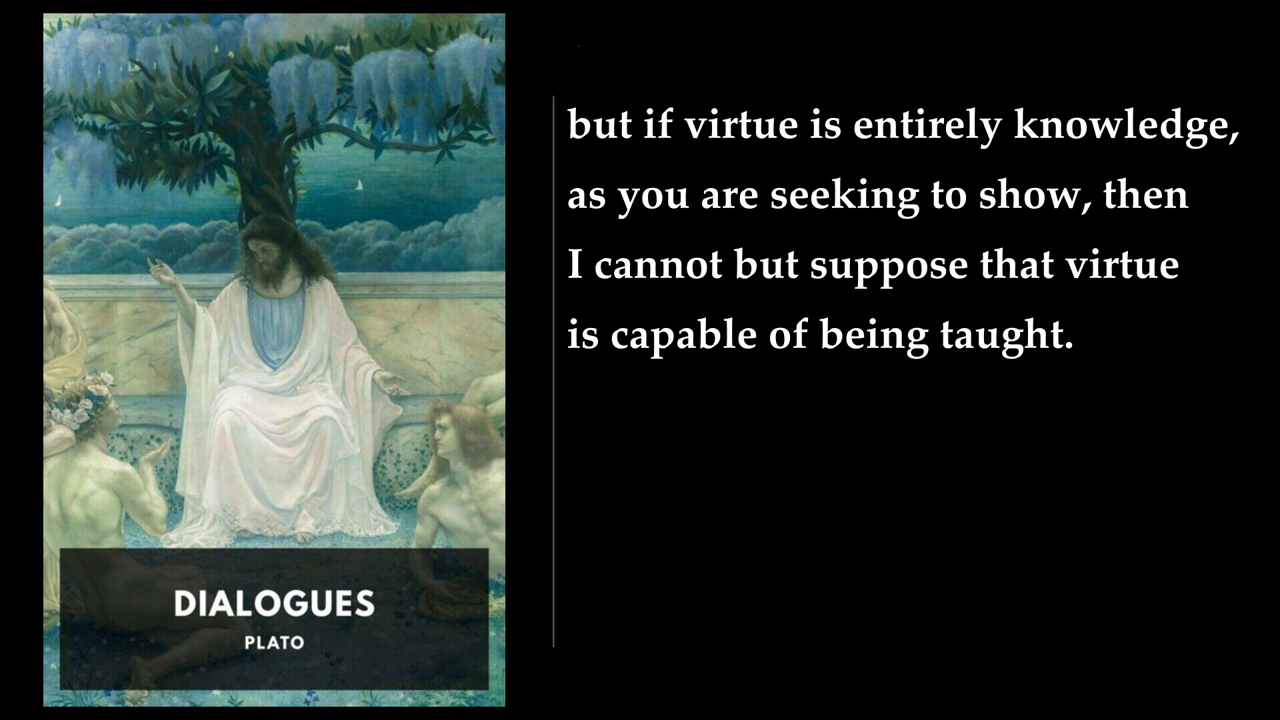 but if virtue is entirely knowledge,
as you are seeking to show, then
I cannot but suppose that virtue
is capable of being taught.
DIALOGUES
PLATO